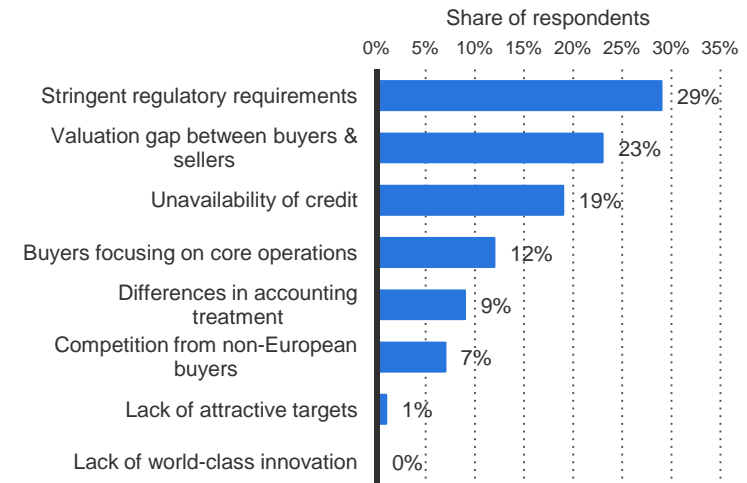 Share of respondents
0% 5% 10% 15% 20% 25% 30% 35%
Stringent regulatory requirements 29%
Valuation gap between buyers &
sellers 23%
Unavailability of credit 19%
Buyers focusing on core operations 12%
Differences in accounting
treatment 9%
Competition from non-European
buyers 7%
Lack of attractive targets 1%
Lack of world-class innovation 0%